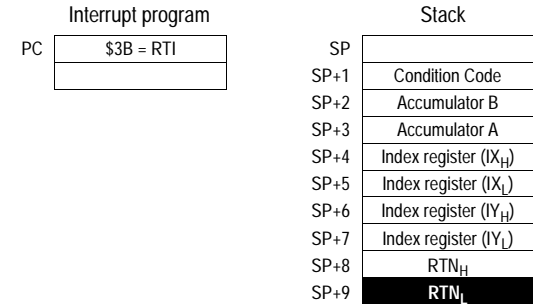 Interrupt program
PC $3B = RTI
Stack
SP
SP+1 Condition Code
SP+2 Accumulator B
SP+3 Accumulator A
SP+4 Index register (IXH)
SP+5 Index register (IXL)
SP+6 Index register (IYH)
SP+7 Index register (IYL)
SP+8 RTNH
SP+9 RTNL